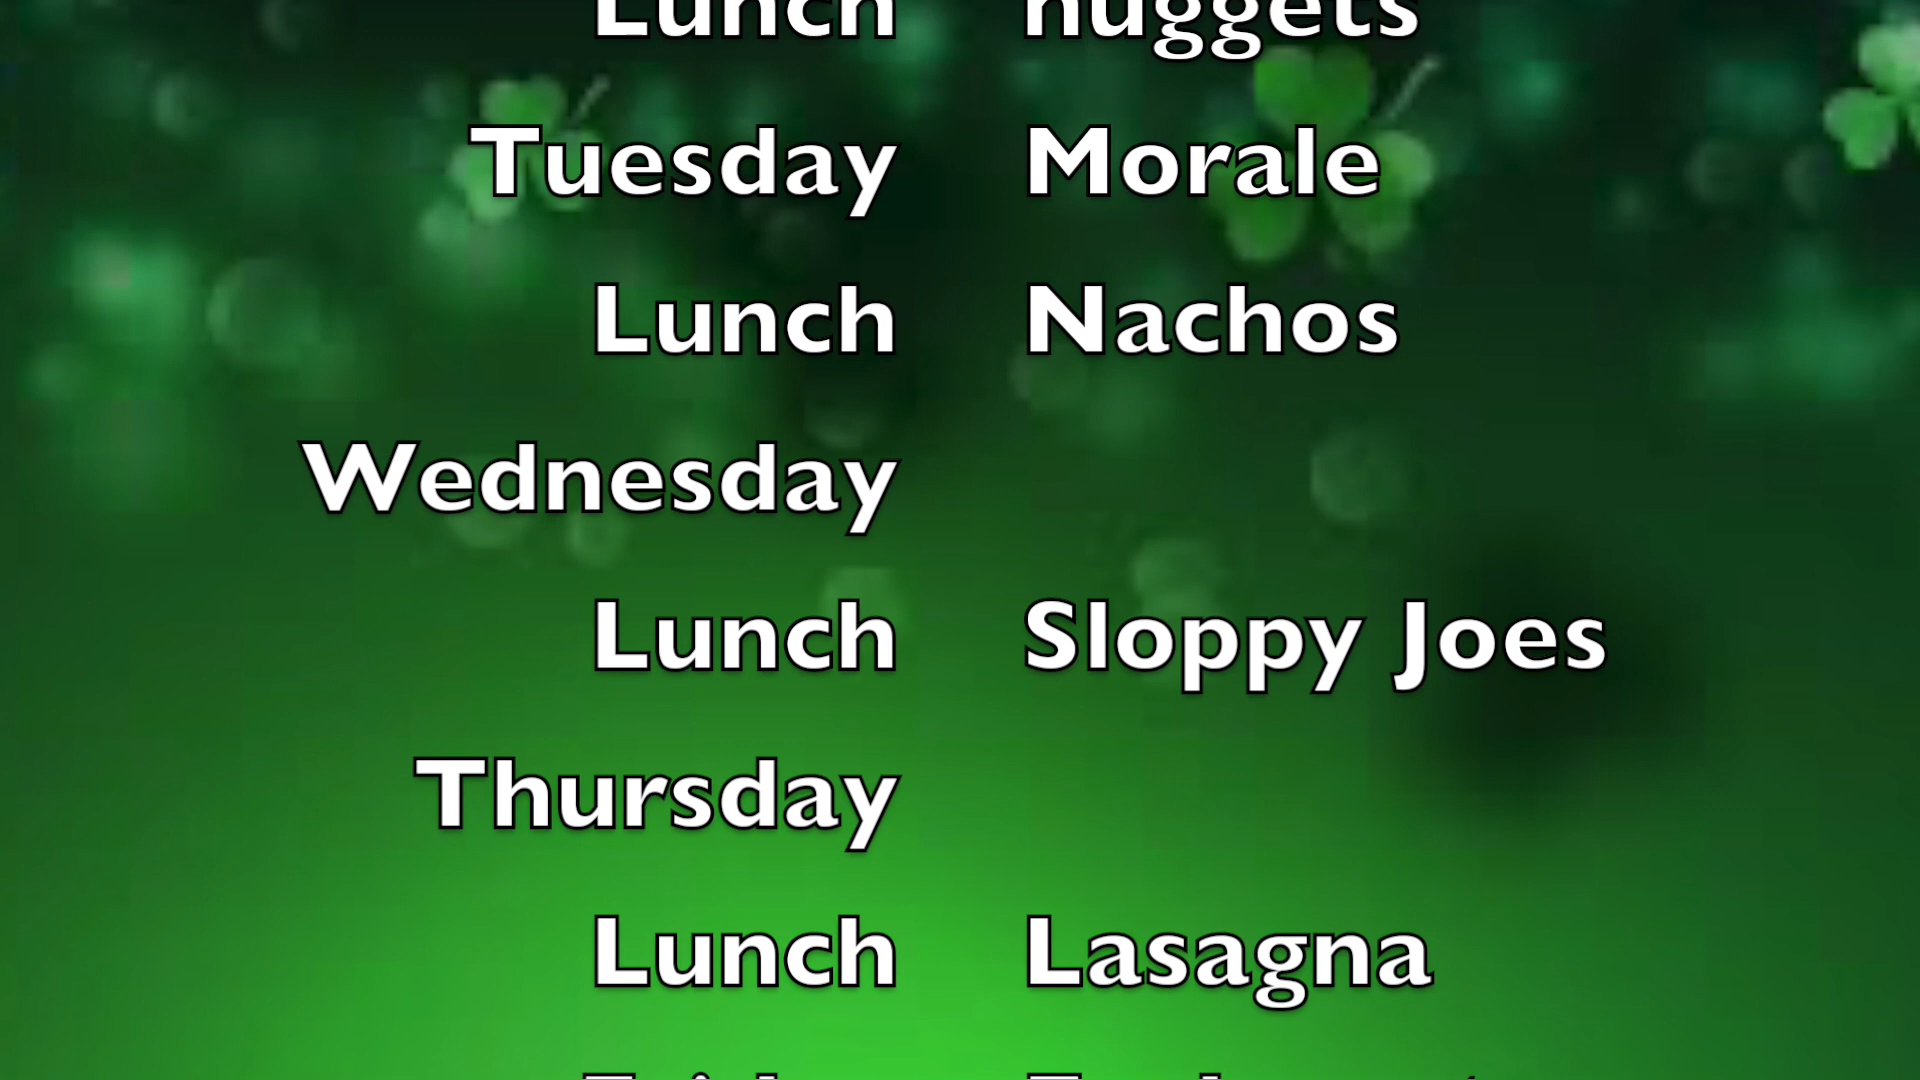 Lunch nuggets
Tuesday Morale
Lunch Nachos
Wednesday
Lunch Sloppy Joes
Thursday
Lunch Lasagna